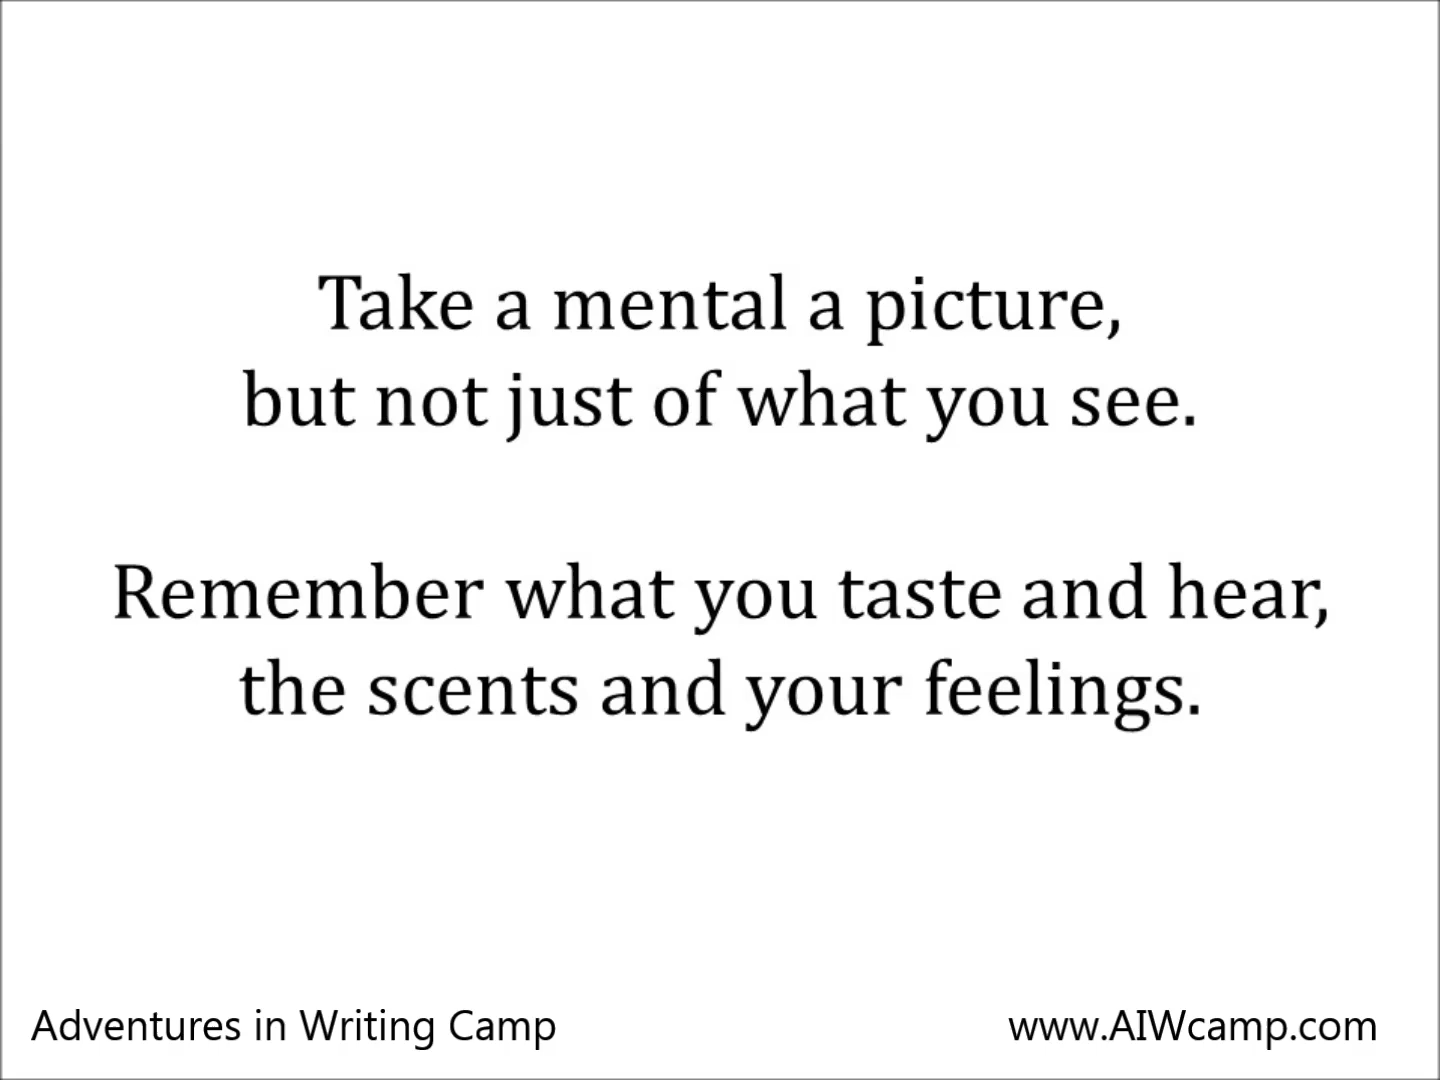 Take a mental a picture,
but not just of what you see.
Remember what you taste and hear,
the scents and your feelings.
Adventures in Writing Camp
www.AIWcamp.com